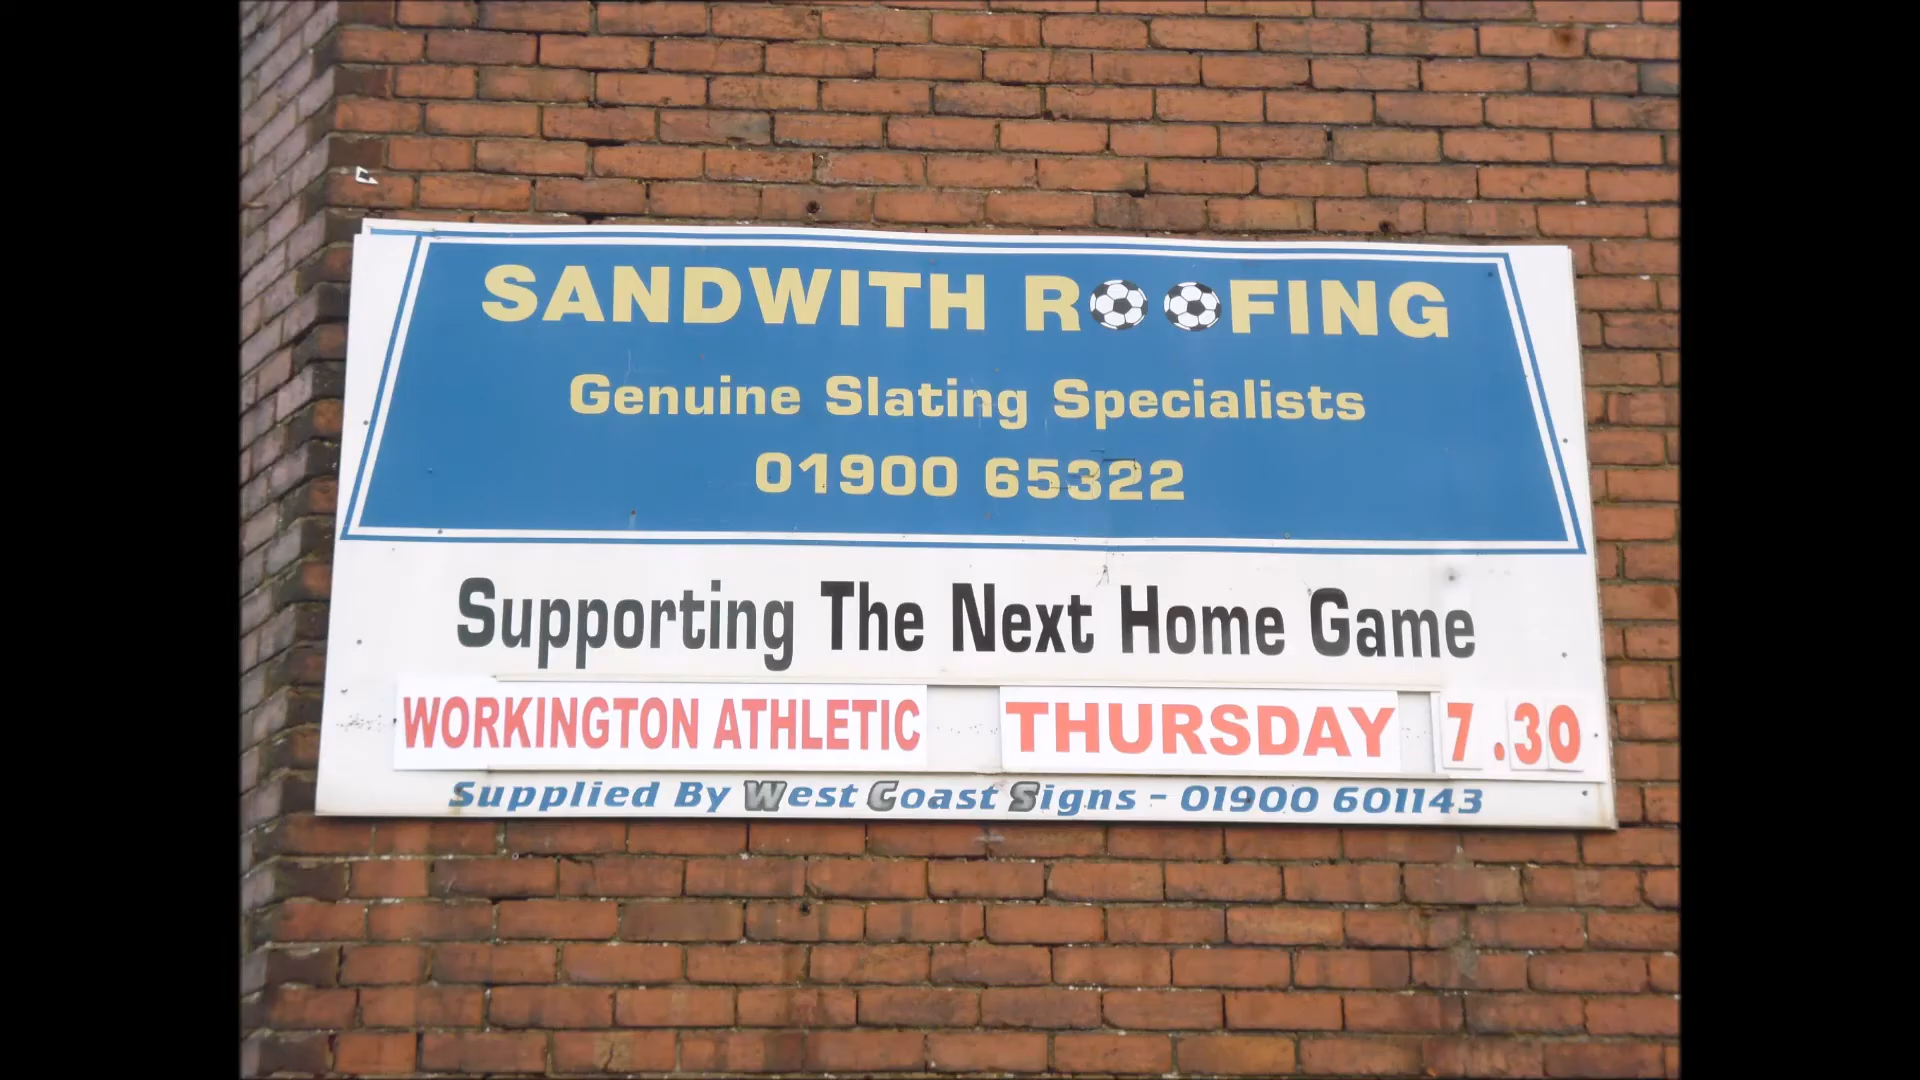 SANDWITH ROOFING
Genuine Slating Specialists
01900 65322
Supporting The Next Home Game
WORKINGTON ATHLETIC THURSDAY 7.30
Supplied By West Coast Signs - 01900 601143